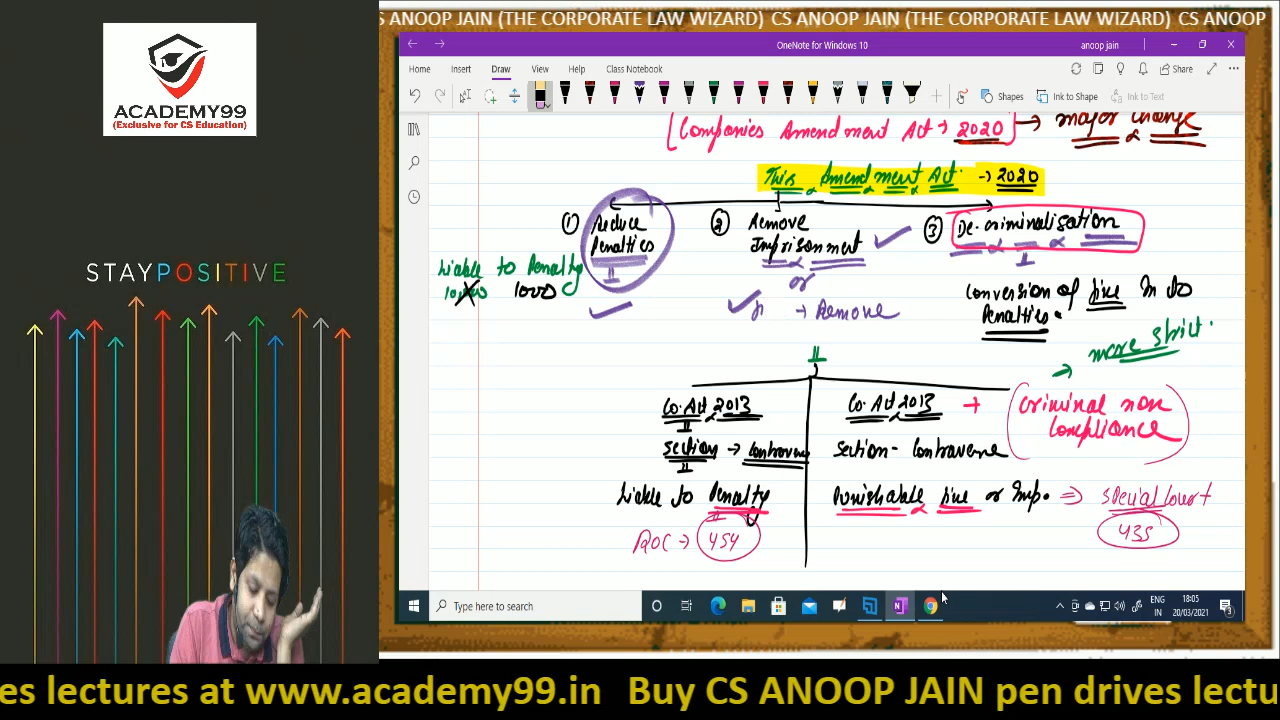 S ANOOP JAIN (THE CORPORATE LAW WIZARD) CS ANOOP JAIN (THE CORPORATE LAW WIZARD) CS ANOOP
ACADEMY99
(Exclusive for CS Education)
STAYPOSITIVE
OneNote for Windows 10
anoop jain
Home Insert Draw View Help Class Notebook
Share
Shapes Ink to Shape Ink to Text
[Companies Amendment Act → 2020] → major change
This Amendment Act → 2020
① Reduce Penalties
Liable to Penalty
1000
② Remove Imprisonment
or
→ Remove
③ De-criminalisation
Conversion of fine In to
Penalties.
→ more strict.
Co. Act 2013
Section → Contravene
Liable to Penalty
ROC → 454
Co. Act 2013 + (Criminal non
Compliance)
Section - Contravene
Punishable fine or Imp. ⇒ Special Court
435
Type here to search
ENG
IN
18:05
20/03/2021
3
es lectures at www.academy99.in Buy CS ANOOP JAIN pen drives lectu